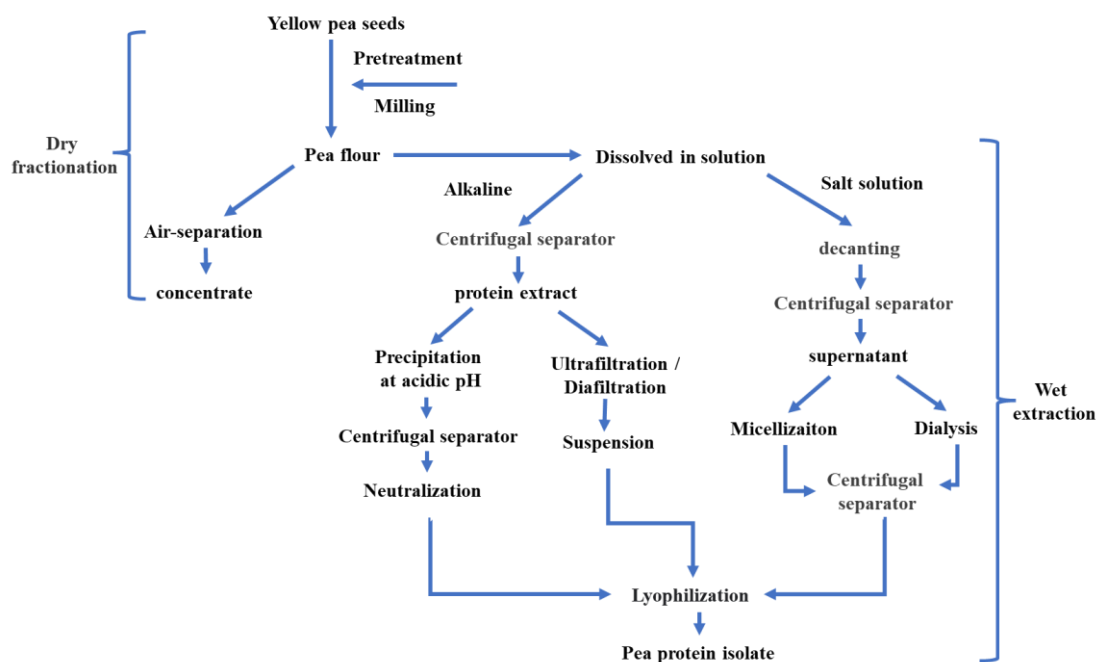 Yellow pea seeds
Pretreatment
Milling
Dry
fractionation
Pea flour
Dissolved in solution
Alkaline
Salt solution
Air-separation
Centrifugal separator
decanting
concentrate
protein extract
Centrifugal separator
Precipitation
at acidic pH
Ultrafiltration /
Diafiltration
supernatant
Wet
extraction
Centrifugal separator
Suspension
Micellizaiton
Dialysis
Neutralization
Centrifugal
separator
Lyophilization
Pea protein isolate